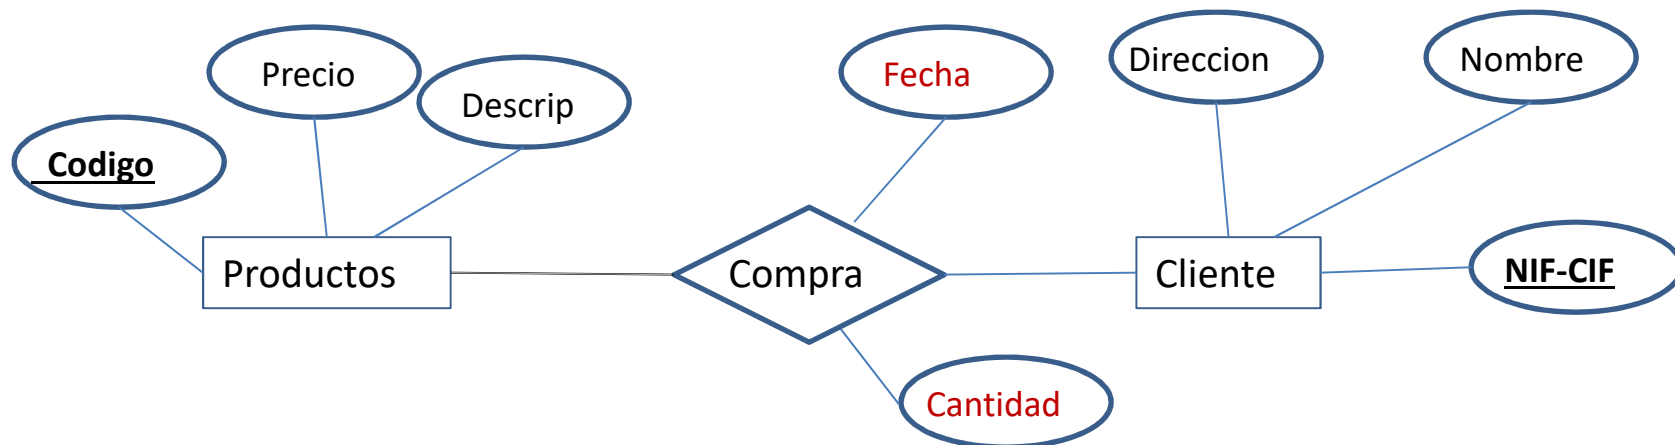 Precio
Descrip
Codigo
Fecha
Direccion
Nombre
Productos
Compra
Cliente
NIF-CIF
Cantidad